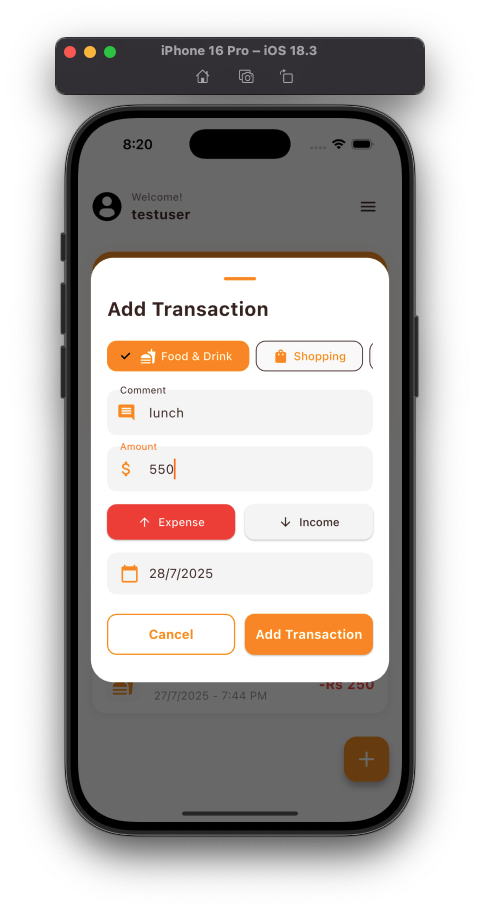 iPhone 16 Pro – iOS 18.3
8:20
Welcome!
testuser
Add Transaction
Food & Drink
Shopping
Comment
lunch
Amount
$ 550
Expense
Income
28/7/2025
Cancel
Add Transaction
-Rs 250
27/7/2025 - 7:44 PM